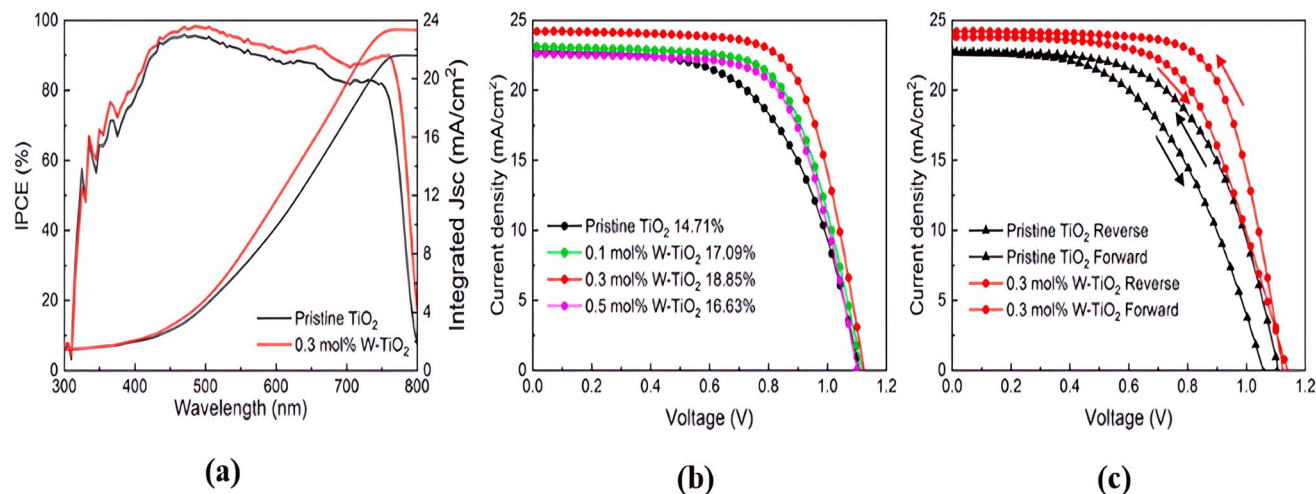 100
80
60
40
20
0
IPCE (%)
24
22
20
18
16
14
12
10
8
6
4
2
0
Integrated Jsc (mA/cm²)
Pristine TiO₂
0.3 mol% W-TiO₂
300 400 500 600 700 800
Wavelength (nm)
(a)
25
20
15
10
5
0
Current density (mA/cm²)
Pristine TiO₂ 14.71%
0.1 mol% W-TiO₂ 17.09%
0.3 mol% W-TiO₂ 18.85%
0.5 mol% W-TiO₂ 16.63%
0.0 0.2 0.4 0.6 0.8 1.0 1.2
Voltage (V)
(b)
25
20
15
10
5
0
Current density (mA/cm²)
Pristine TiO₂ Reverse
Pristine TiO₂ Forward
0.3 mol% W-TiO₂ Reverse
0.3 mol% W-TiO₂ Forward
0.0 0.2 0.4 0.6 0.8 1.0 1.2
Voltage (V)
(c)